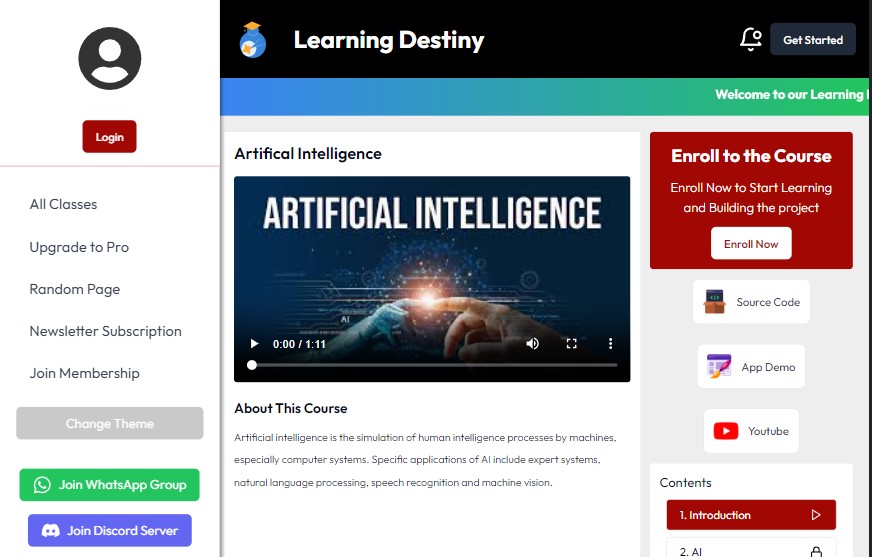 Login
All Classes
Upgrade to Pro
Random Page
Newsletter Subscription
Join Membership
Change Theme
Join WhatsApp Group
Join Discord Server
Learning Destiny
Get Started
Welcome to our Learning
Artifical Intelligence
ARTIFICIAL INTELLIGENCE
AI
0:00 / 1:11
About This Course
Artificial intelligence is the simulation of human intelligence processes by machines,
especially computer systems. Specific applications of AI include expert systems,
natural language processing, speech recognition and machine vision.
Enroll to the Course
Enroll Now to Start Learning
and Building the project
Enroll Now
Source Code
App Demo
Youtube
Contents
1. Introduction
2. AI